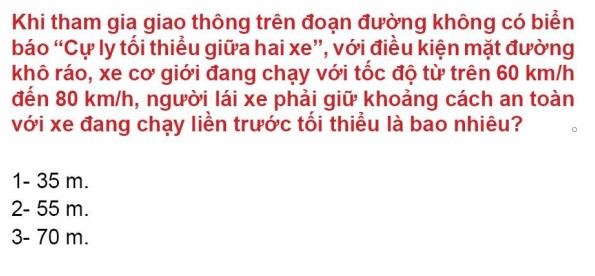 Khi tham gia giao thông trên đoạn đường không có biển
báo “Cự ly tối thiểu giữa hai xe”, với điều kiện mặt đường
khô ráo, xe cơ giới đang chạy với tốc độ từ trên 60 km/h
đến 80 km/h, người lái xe phải giữ khoảng cách an toàn
với xe đang chạy liền trước tối thiểu là bao nhiêu?
1- 35 m.
2- 55 m.
3- 70 m.